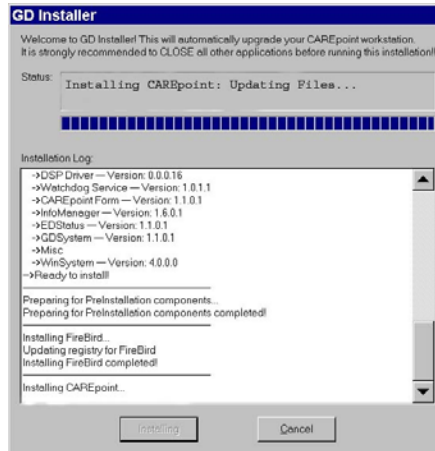 GD Installer
Welcome to GD Installer! This will automatically upgrade your CAREpoint workstation.
It is strongly recommended to CLOSE all other applications before running this installation!!
Status:
Installing CAREpoint: Updating Files...
Installation Log:
->DSP Driver — Version: 0.0.0.16
->Watchdog Service — Version: 1.0.1.1
->CAREpoint Form — Version: 1.1.0.1
->InfoManager — Version: 1.6.0.1
->EDStatus — Version: 1.1.0.1
->GDSystem — Version: 1.1.0.1
->Misc
->WinSystem — Version: 4.0.0.0
->Ready to install!
Preparing for PreInstallation components...
Preparing for PreInstallation components completed!
Installing FireBird...
Updating registry for FireBird
Installing FireBird completed!
Installing CAREpoint...
Installing
Cancel